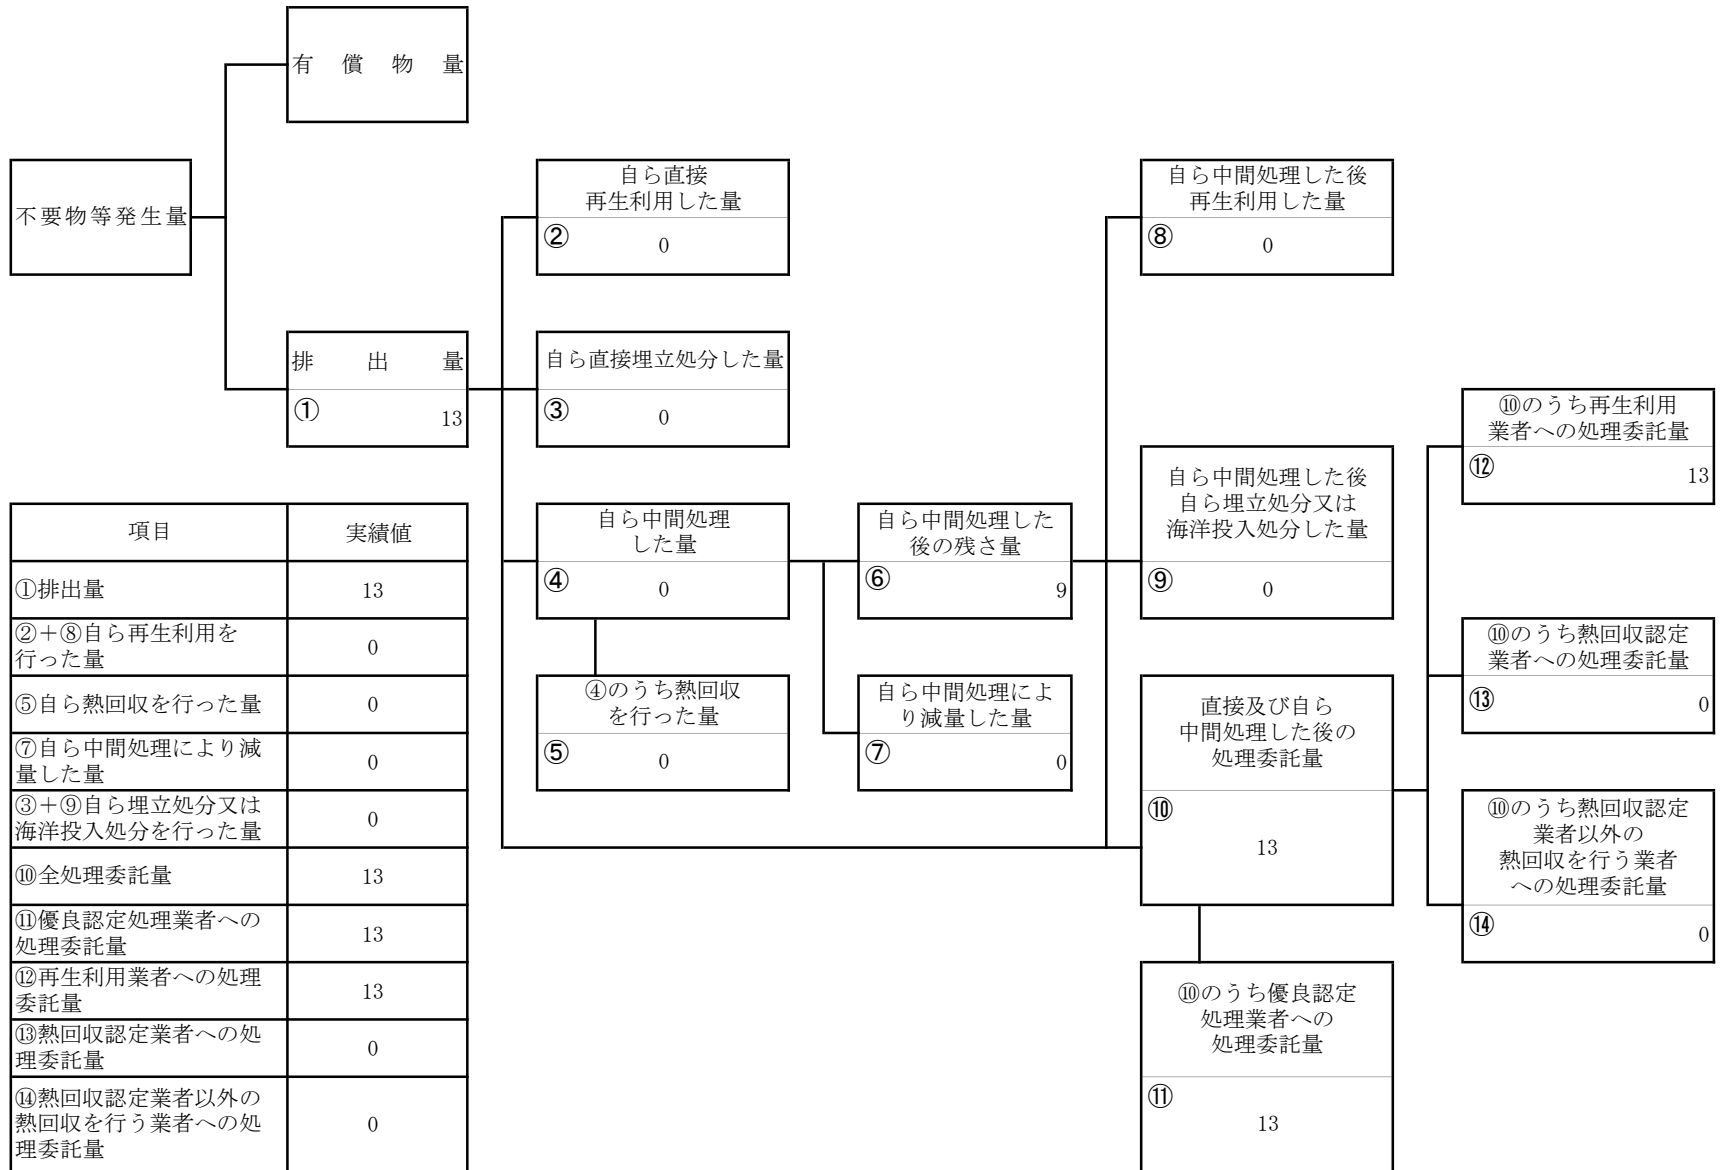 有償物量
不要物等発生量
排出量
①
13
自ら直接
再生利用した量
②
0
自ら直接埋立処分した量
③
0
自ら中間処理
した量
④
0
④のうち熱回収
を行った量
⑤
0
自ら中間処理した
後の残さ量
⑥
9
自ら中間処理によ
り減量した量
⑦
0
自ら中間処理した後
再生利用した量
⑧
0
自ら中間処理した後
自ら埋立処分又は
海洋投入処分した量
⑨
0
直接及び自ら
中間処理した後の
処理委託量
⑩
13
⑩のうち優良認定
処理業者への
処理委託量
⑪
13
⑩のうち再生利用
業者への処理委託量
⑫
13
⑩のうち熱回収認定
業者への処理委託量
⑬
0
⑩のうち熱回収認定
業者以外の
熱回収を行う業者
への処理委託量
⑭
0
項目 実績値
①排出量 13
②+⑧自ら再生利用を
行った量 0
⑤自ら熱回収を行った量 0
⑦自ら中間処理により減
量した量 0
③+⑨自ら埋立処分又は
海洋投入処分を行った量 0
⑩全処理委託量 13
⑪優良認定処理業者への
処理委託量 13
⑫再生利用業者への処理
委託量 13
⑬熱回収認定業者への処
理委託量 0
⑭熱回収認定業者以外の
熱回収を行う業者への処
理委託量 0